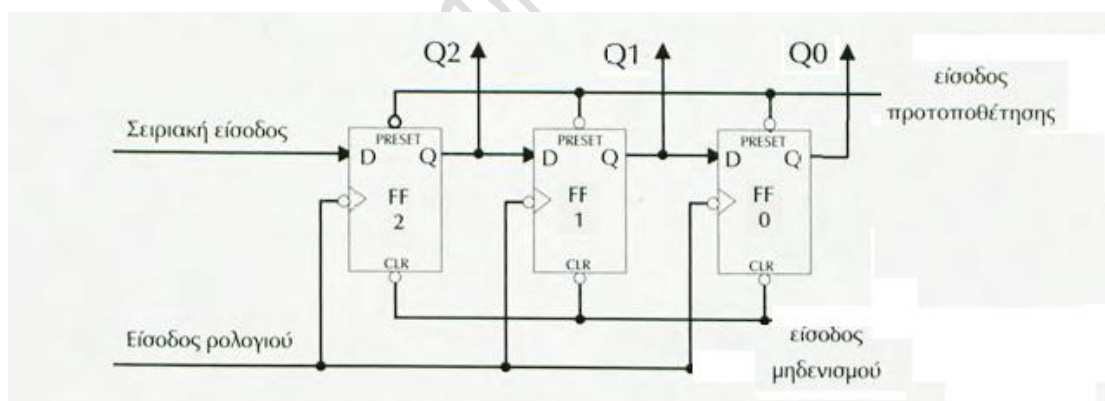 Q2 Q1 Q0
είσοδος
προτοποθέτησης
Σειριακή είσοδος
PRESET PRESET PRESET
D Q D Q D Q
FF FF FF
2 1 0
CLR CLR CLR
Είσοδος ρολογιού
είσοδος
μηδενισμού